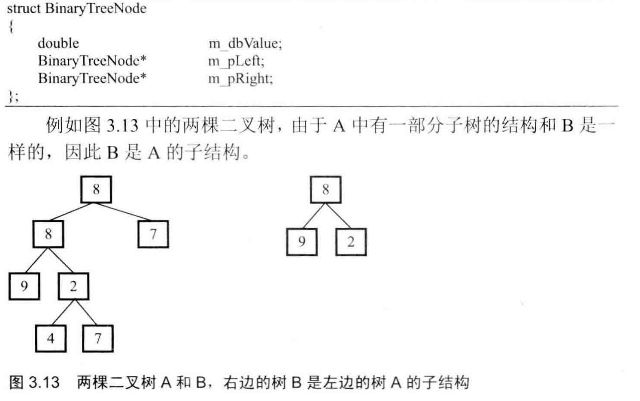 struct BinaryTreeNode
{
double m_dbValue;
BinaryTreeNode* m_pLeft;
BinaryTreeNode* m_pRight;
};
例如图 3.13 中的两棵二叉树，由于 A 中有一部分子树的结构和 B 是一
样的，因此 B 是 A 的子结构。
8 8
8 7 9 2
9 2
4 7
图 3.13 两棵二叉树 A 和 B，右边的树 B 是左边的树 A 的子结构